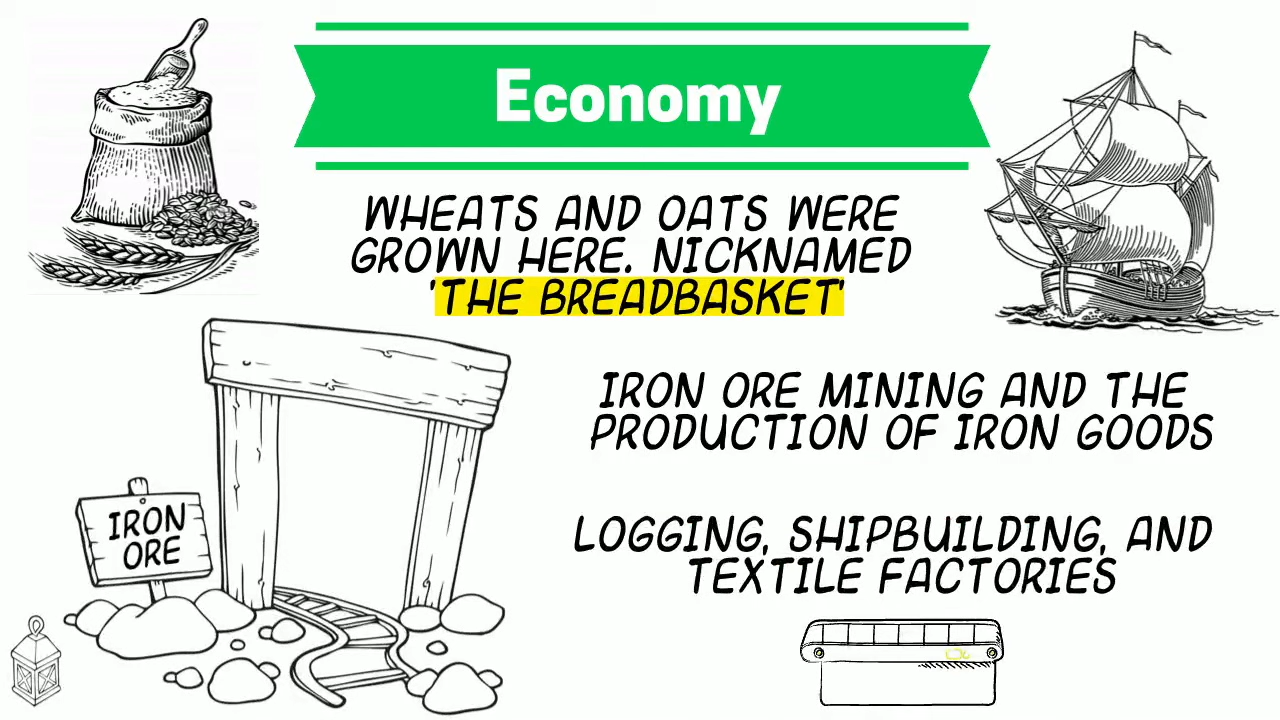 Economy
WHEATS AND OATS WERE
GROWN HERE. NICKNAMED
'THE BREADBASKET'
IRON ORE MINING AND THE
PRODUCTION OF IRON GOODS
IRON
ORE
LOGGING, SHIPBUILDING, AND
TEXTILE FACTORIES